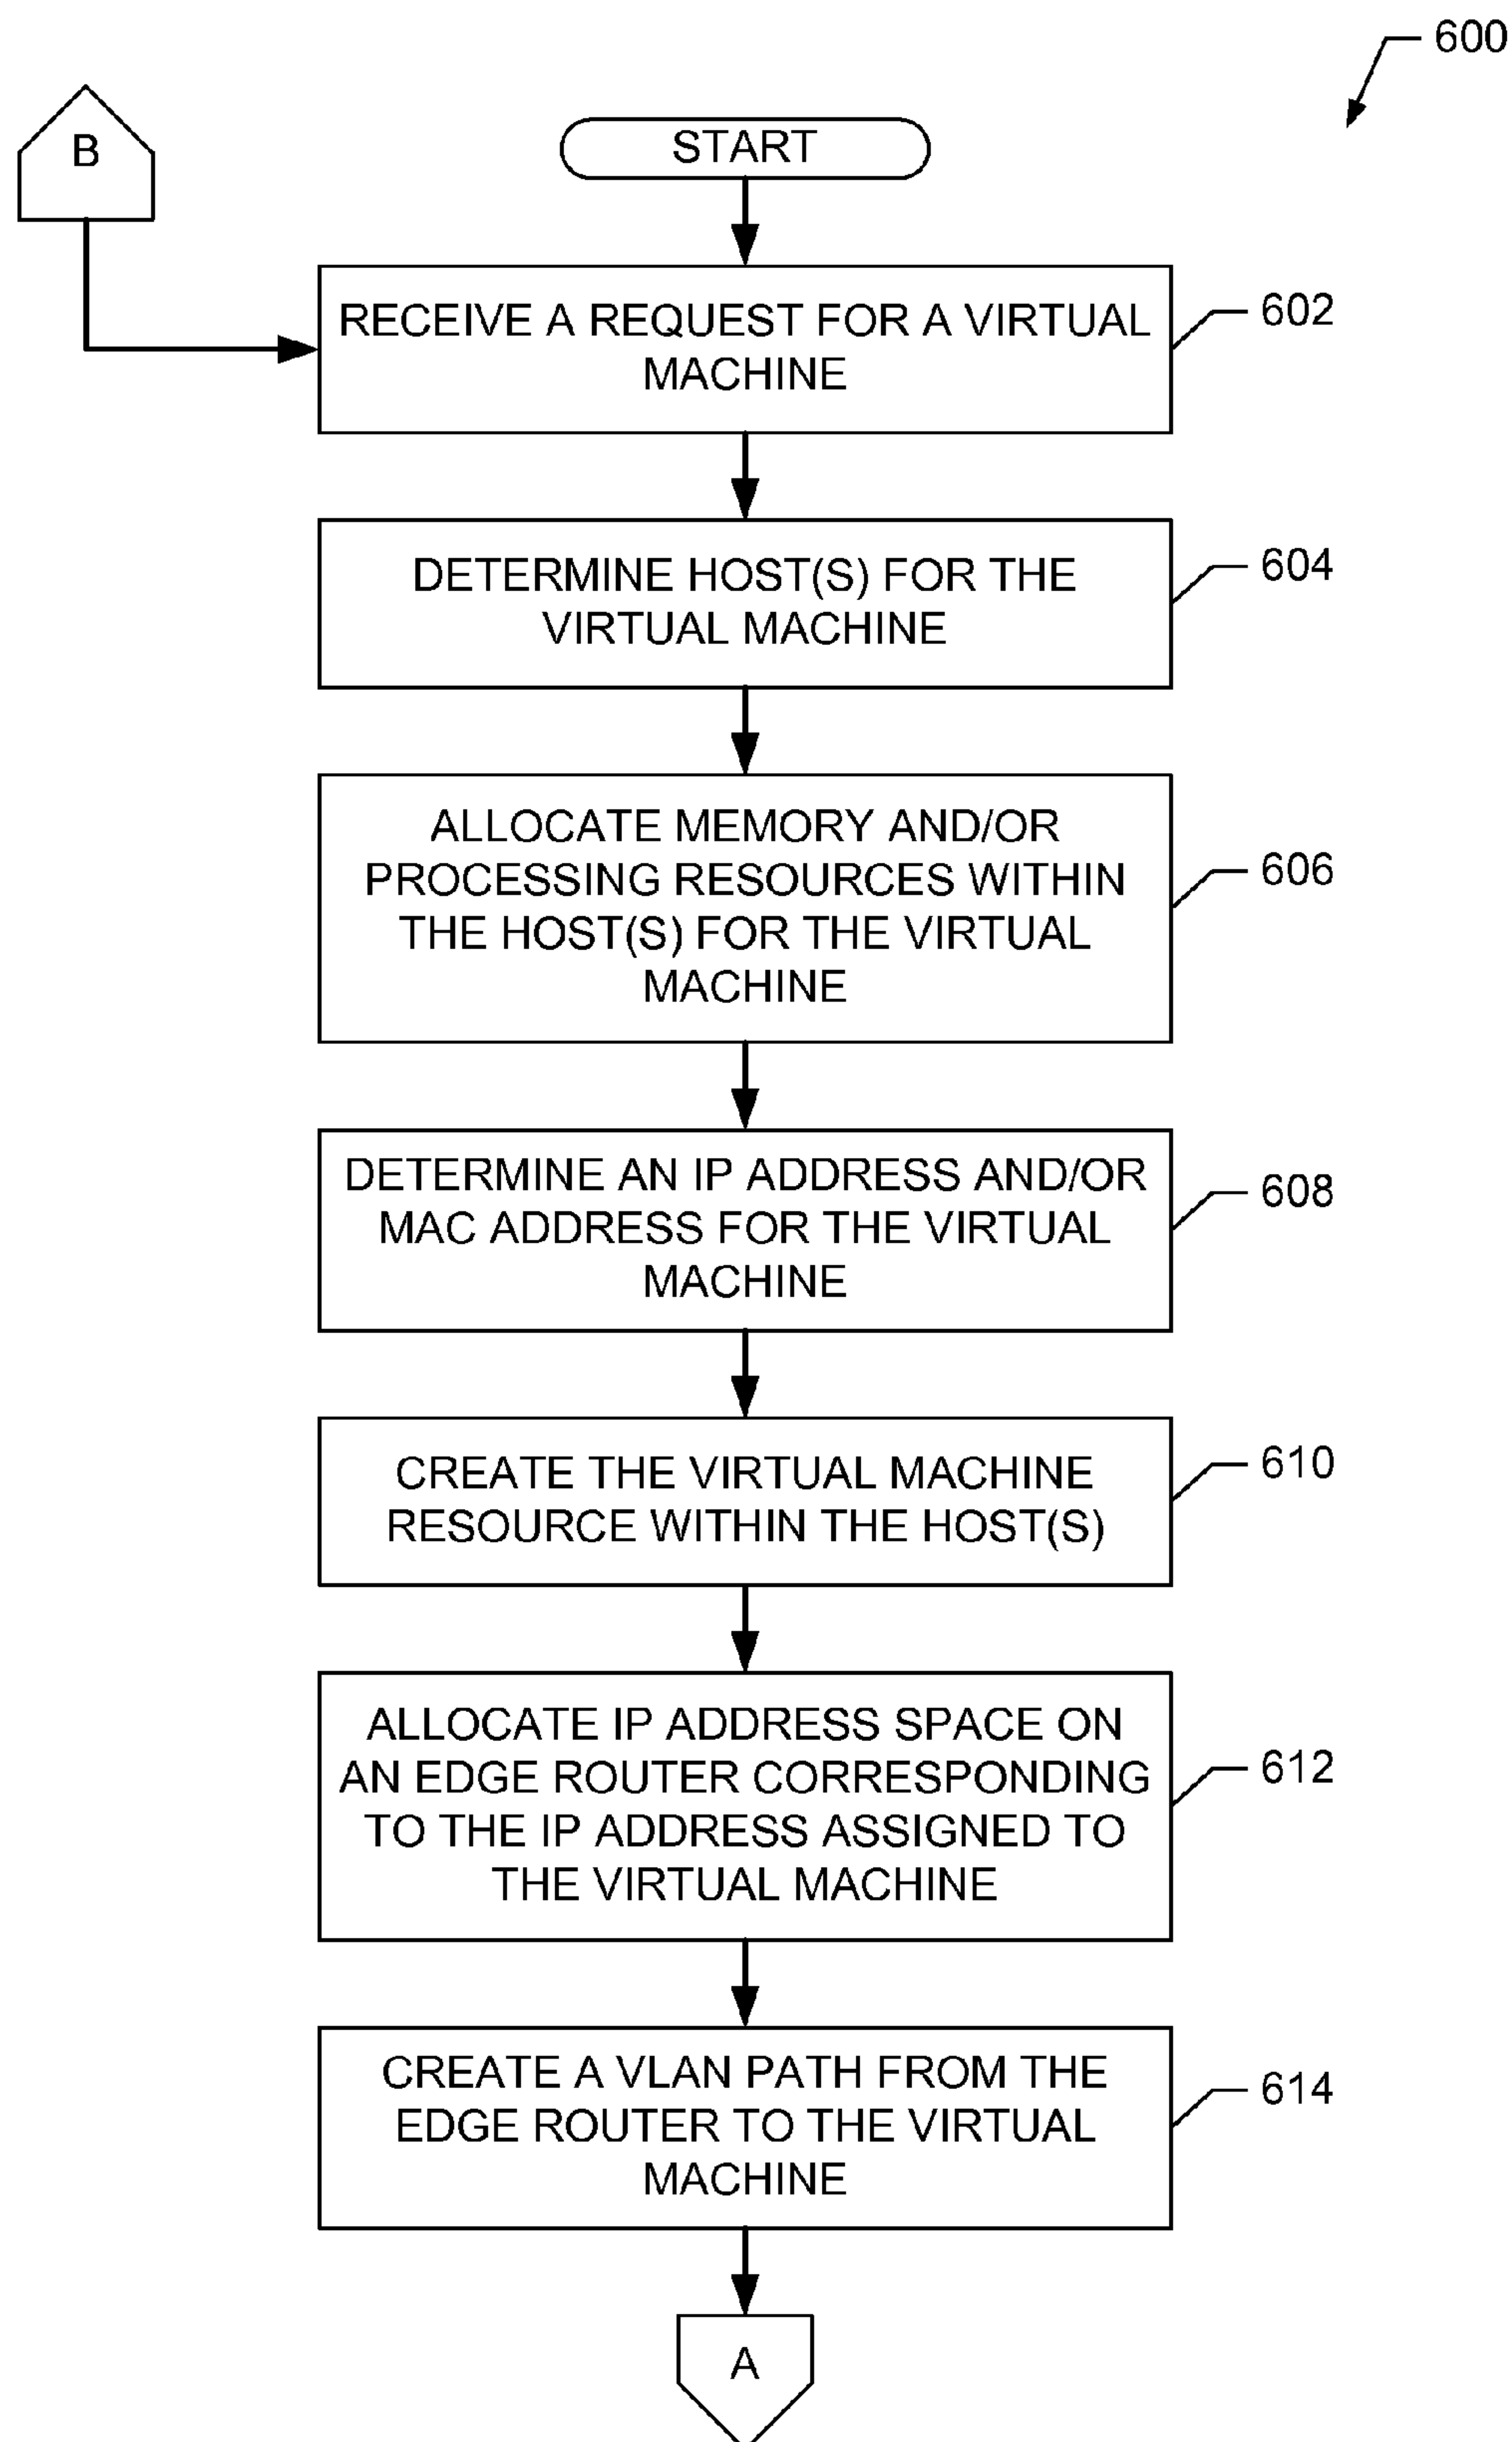 600
B
START
RECEIVE A REQUEST FOR A VIRTUAL
MACHINE
602
DETERMINE HOST(S) FOR THE
VIRTUAL MACHINE
604
ALLOCATE MEMORY AND/OR
PROCESSING RESOURCES WITHIN
THE HOST(S) FOR THE VIRTUAL
MACHINE
606
DETERMINE AN IP ADDRESS AND/OR
MAC ADDRESS FOR THE VIRTUAL
MACHINE
608
CREATE THE VIRTUAL MACHINE
RESOURCE WITHIN THE HOST(S)
610
ALLOCATE IP ADDRESS SPACE ON
AN EDGE ROUTER CORRESPONDING
TO THE IP ADDRESS ASSIGNED TO
THE VIRTUAL MACHINE
612
CREATE A VLAN PATH FROM THE
EDGE ROUTER TO THE VIRTUAL
MACHINE
614
A